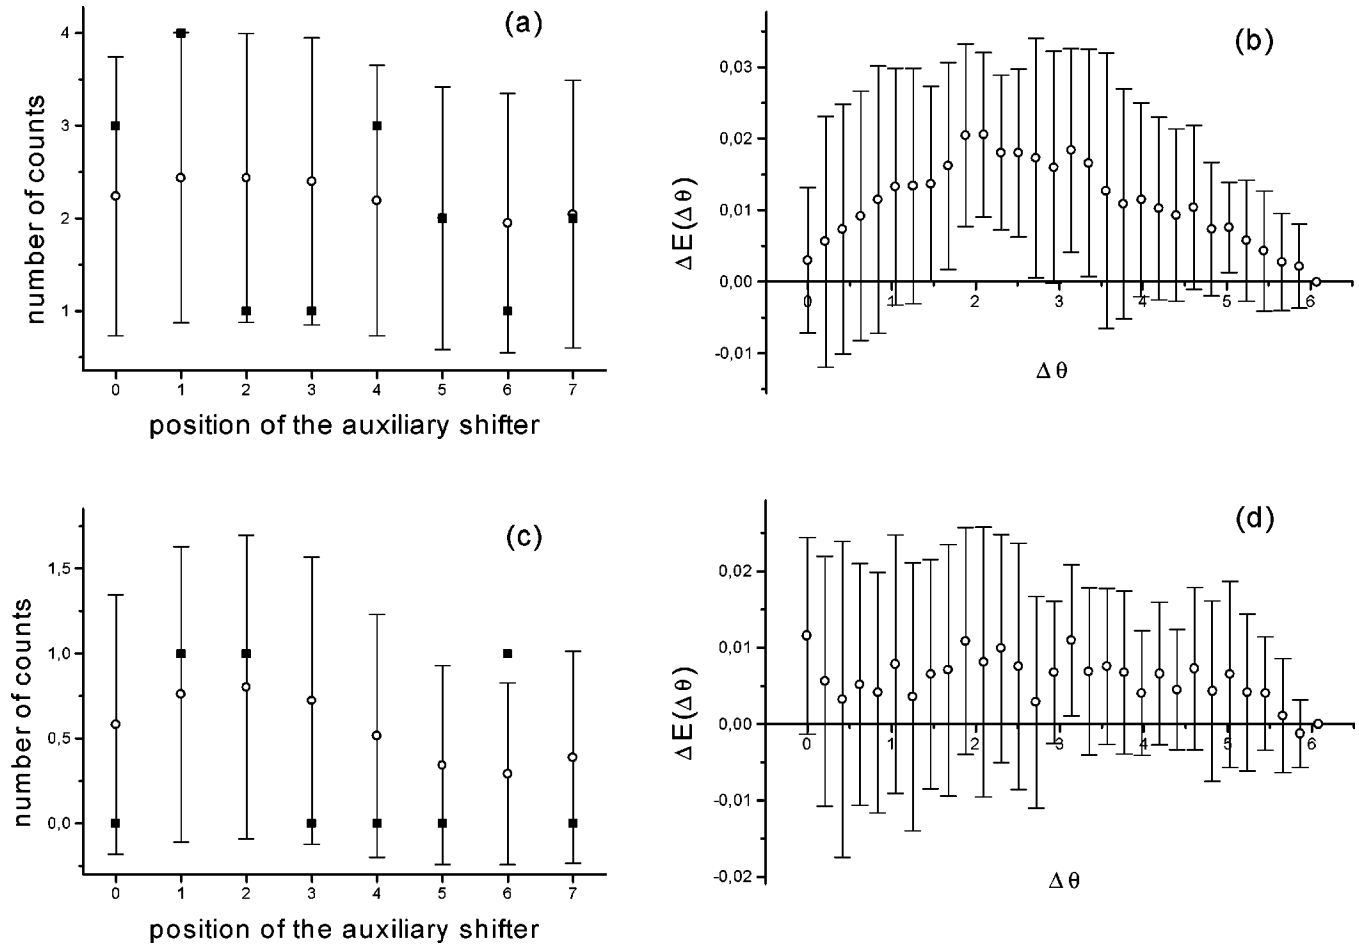 (a)
number of counts
4
3
2
1
0 1 2 3 4 5 6 7
position of the auxiliary shifter
(b)
ΔE(Δθ)
0,03
0,02
0,01
0,00
-0,01
0 1 2 3 4 5 6
Δθ
(c)
number of counts
1,5
1,0
0,5
0,0
0 1 2 3 4 5 6 7
position of the auxiliary shifter
(d)
ΔE(Δθ)
0,02
0,01
0,00
-0,01
-0,02
0 1 2 3 4 5 6
Δθ